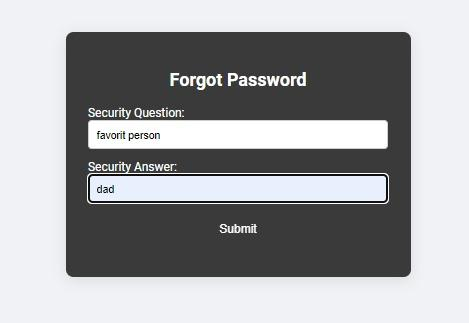 Forgot Password
Security Question:
favorit person
Security Answer:
dad
Submit